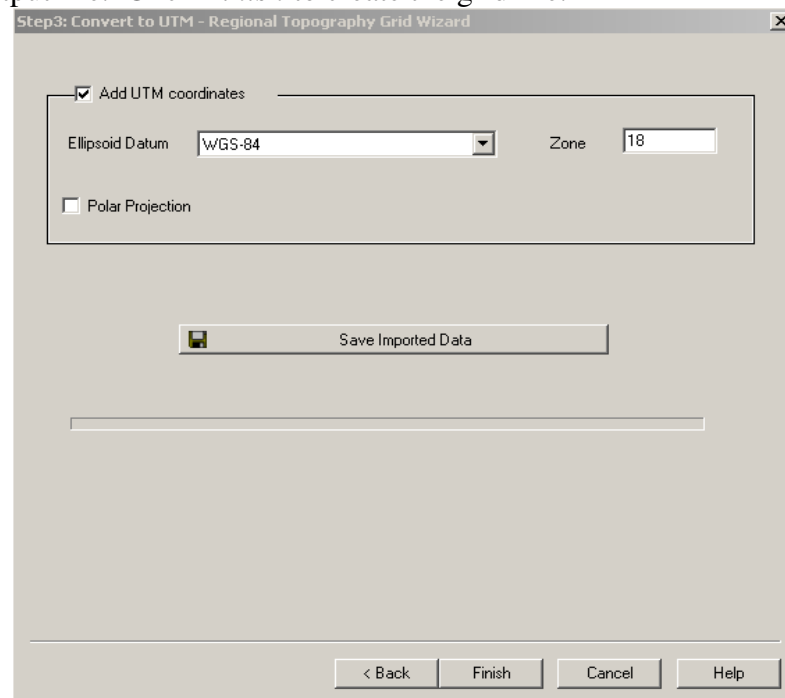 Step3: Convert to UTM - Regional Topography Grid Wizard
Add UTM coordinates
Ellipsoid Datum WGS-84 Zone 18
Polar Projection
Save Imported Data
< Back Finish Cancel Help